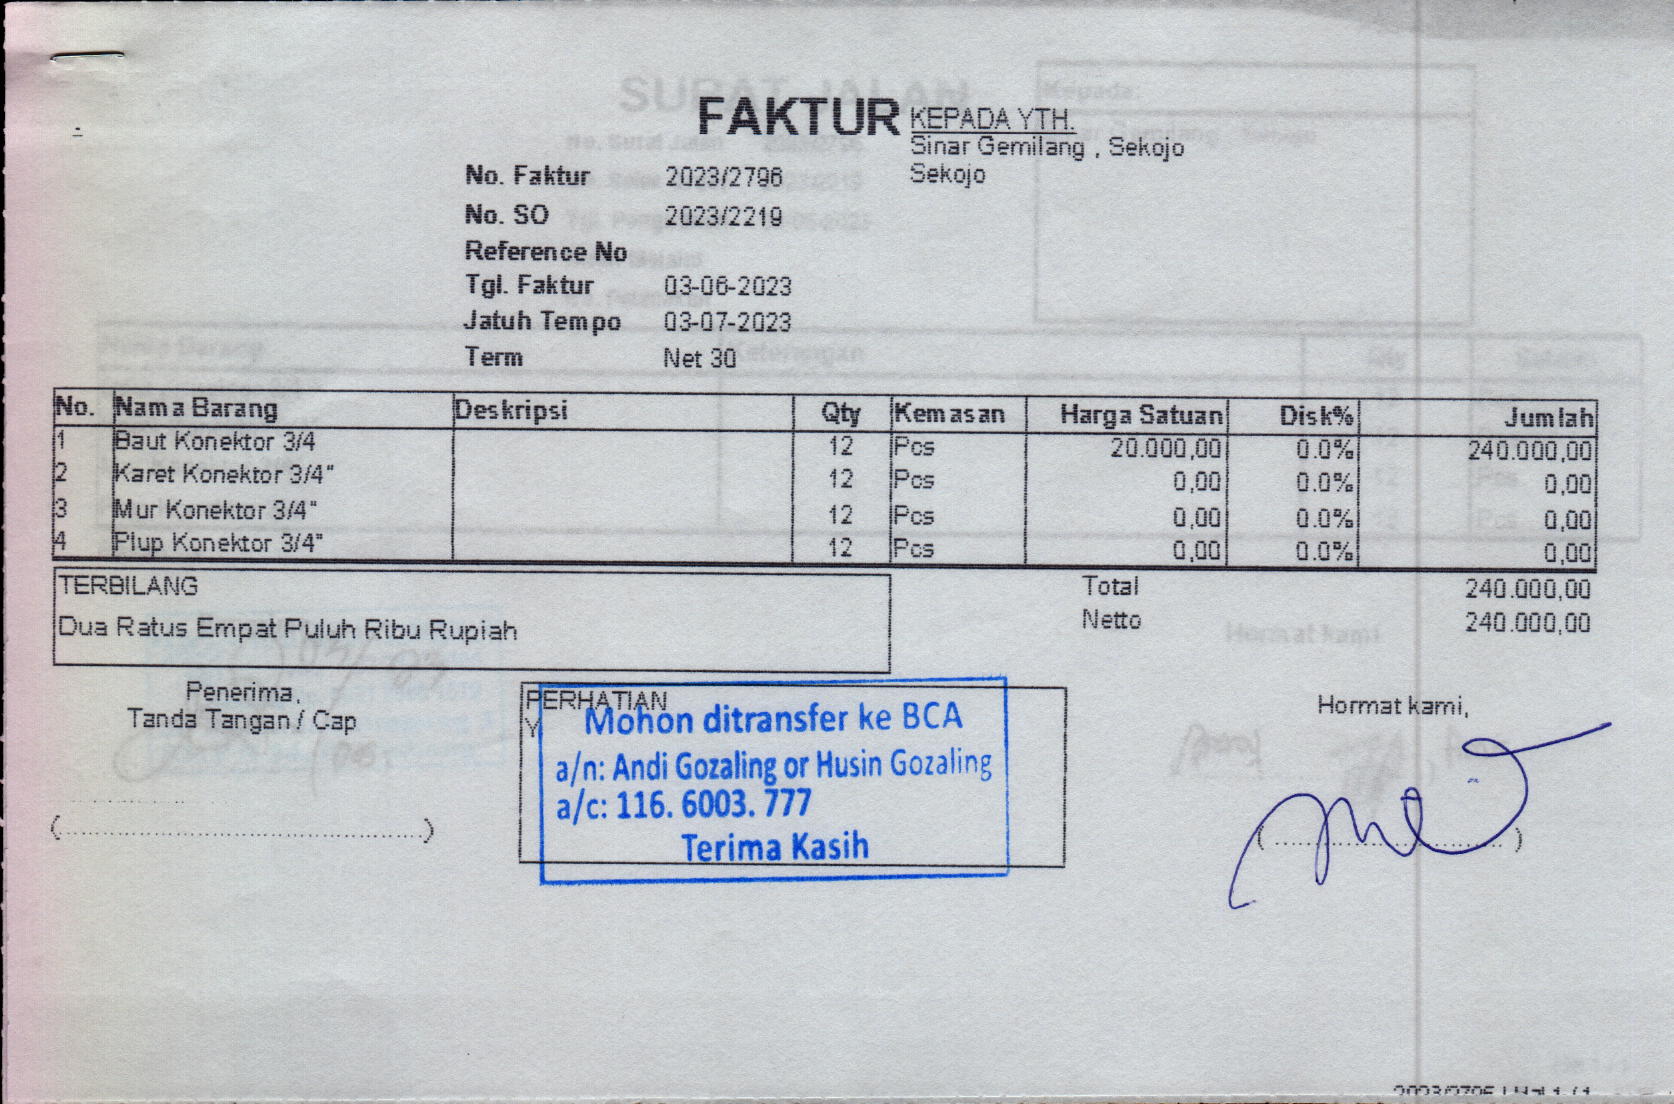 FAKTUR
KEPADA YTH.
Sinar Gemilang , Sekojo
Sekojo
No. Faktur 2023/2796
No. SO 2023/2219
Reference No
Tgl. Faktur 03-06-2023
Jatuh Tempo 03-07-2023
Term Net 30
No. Nama Barang Deskripsi Qty Kemasan Harga Satuan Disk% Jumlah
1 Baut Konektor 3/4 12 Pcs 20.000,00 0.0% 240.000,00
2 Karet Konektor 3/4" 12 Pcs 0,00 0.0% 0,00
3 Mur Konektor 3/4" 12 Pcs 0,00 0.0% 0,00
4 Plup Konektor 3/4" 12 Pcs 0,00 0.0% 0,00
TERBILANG
Dua Ratus Empat Puluh Ribu Rupiah
Total 240.000,00
Netto 240.000,00
Penerima,
Tanda Tangan / Cap
PERHATIAN
Y
Mohon ditransfer ke BCA
a/n: Andi Gozaling or Husin Gozaling
a/c: 116. 6003. 777
Terima Kasih
Hormat kami,
SURAT JALAN
Kepada:
Hormat kami